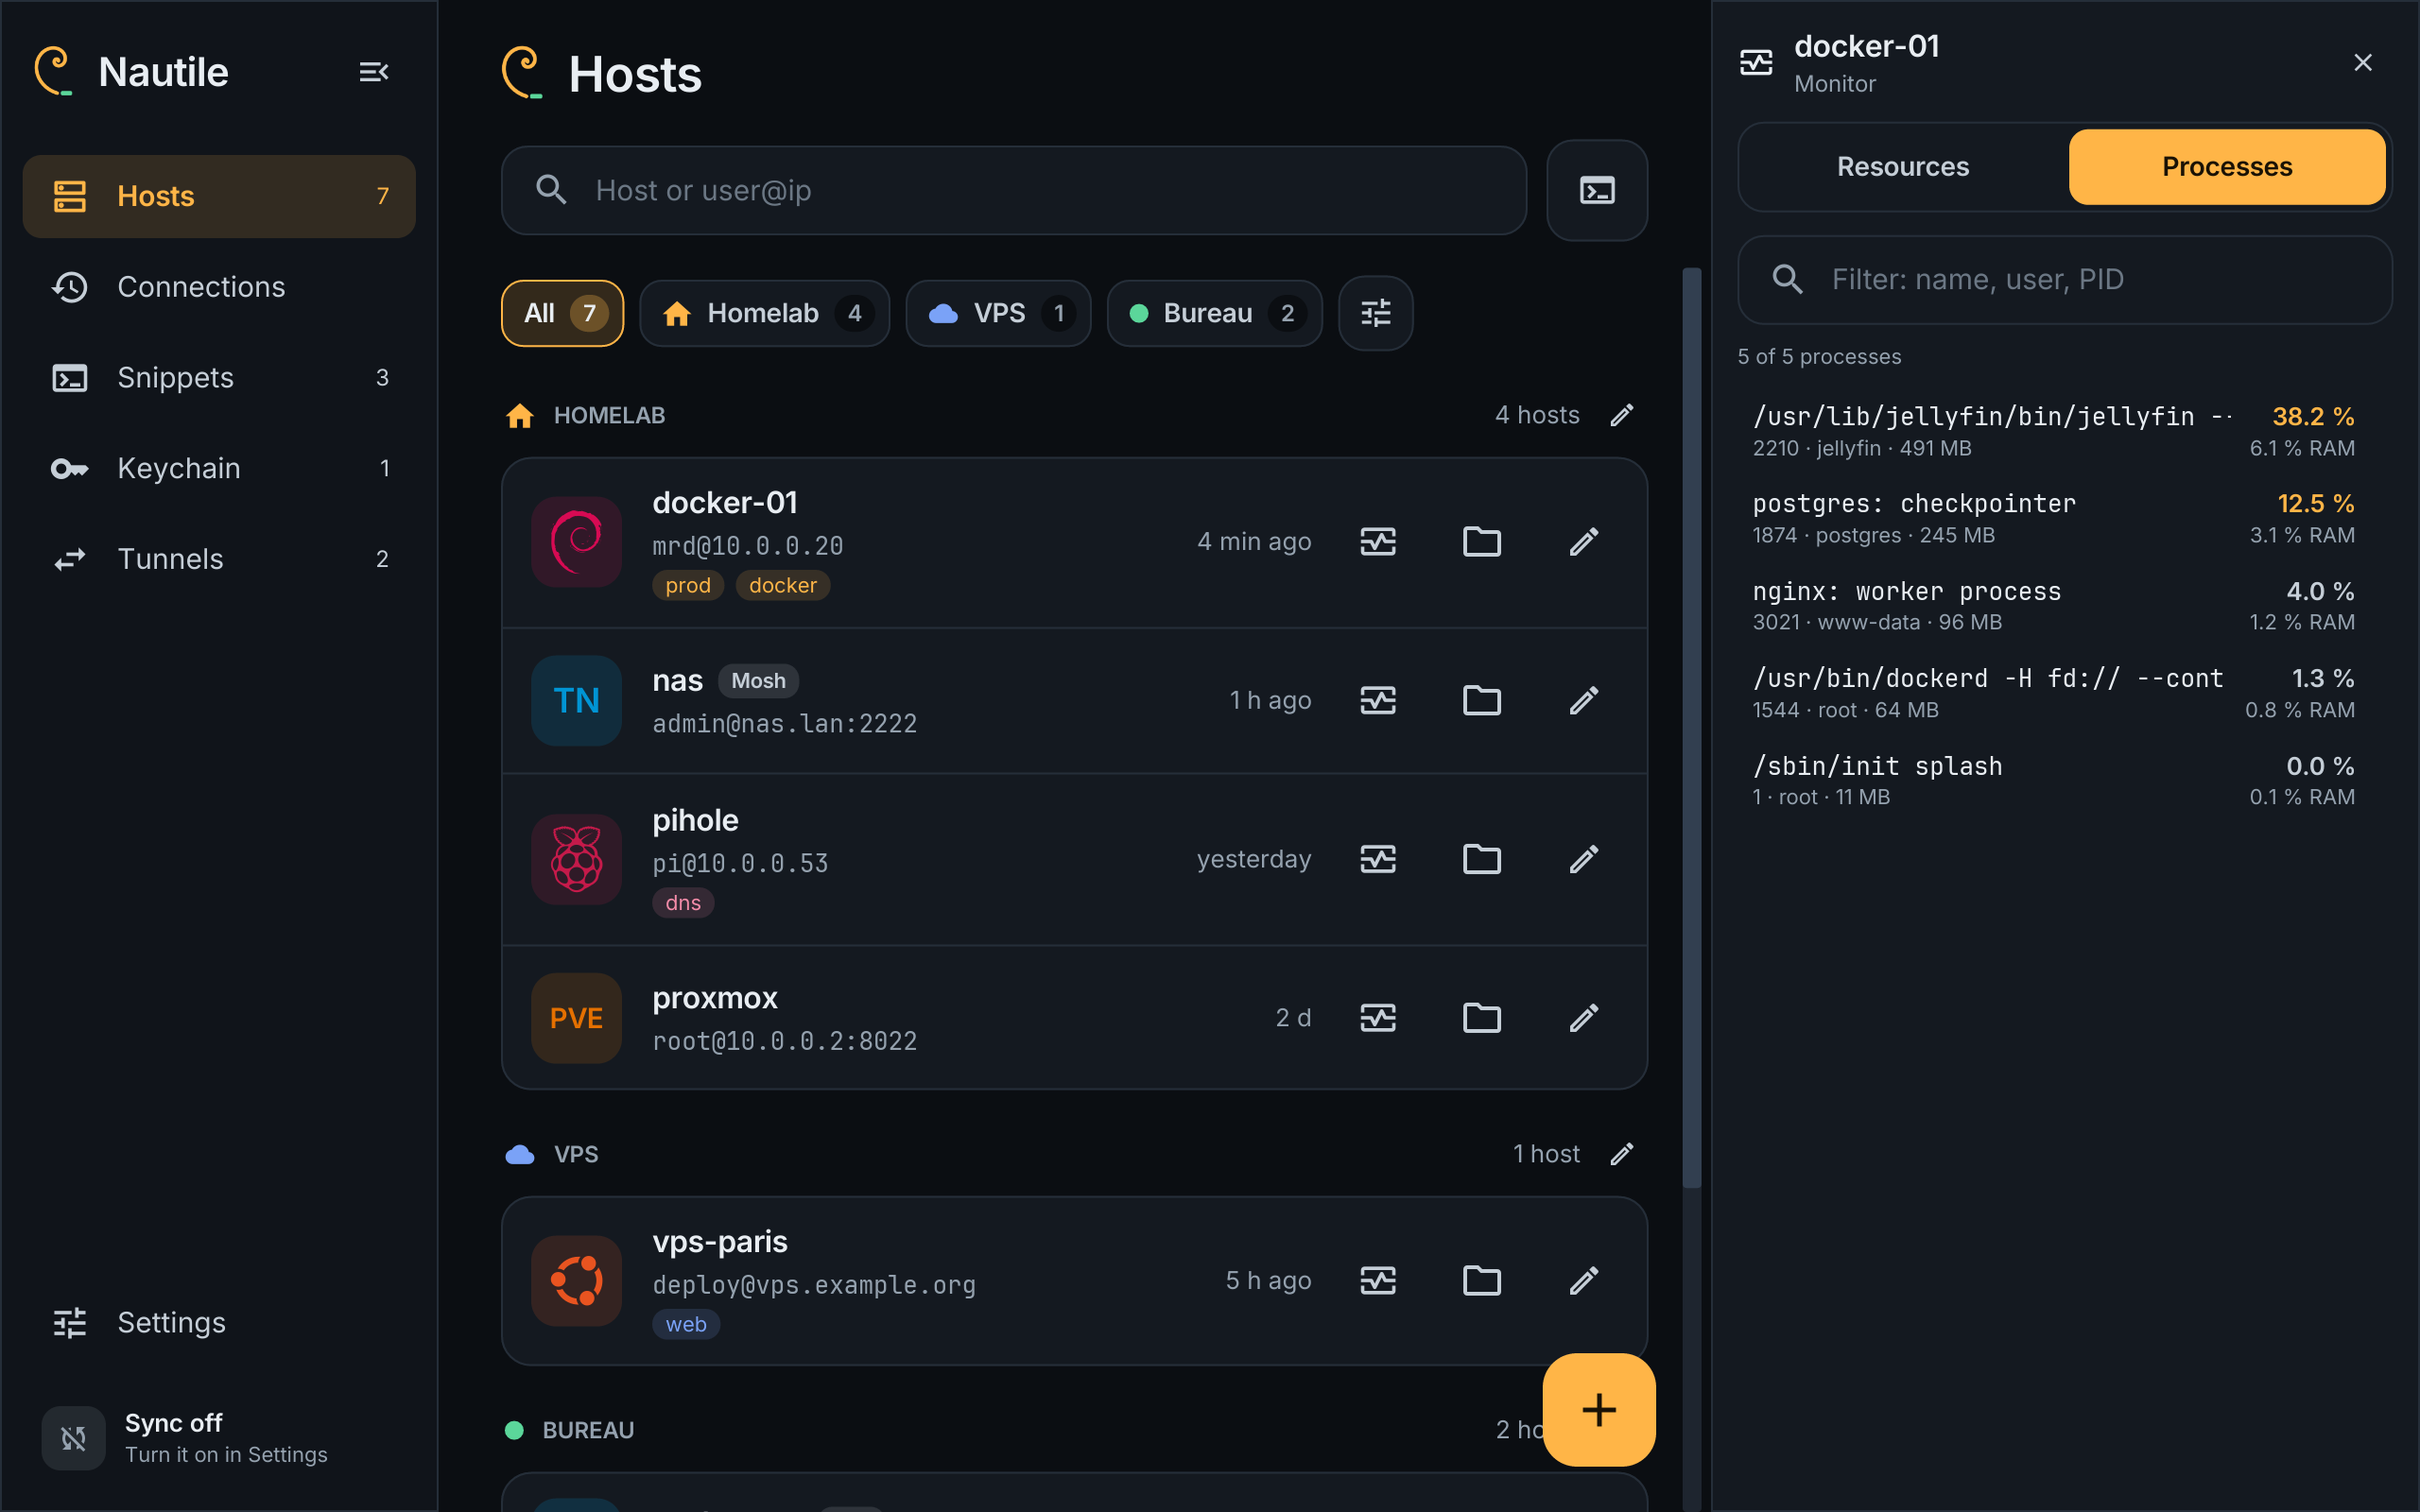 Nautile
Hosts 7
Connections
Snippets 3
Keychain 1
Tunnels 2
Settings
Sync off
Turn it on in Settings
Hosts
Host or user@ip
All 7 Homelab 4 VPS 1 Bureau 2
HOMELAB 4 hosts
docker-01
mrd@10.0.0.20
prod docker
4 min ago
nas Mosh
admin@nas.lan:2222
1 h ago
pihole
pi@10.0.0.53
dns
yesterday
TN
PVE
proxmox
root@10.0.0.2:8022
2 d
VPS 1 host
vps-paris
deploy@vps.example.org
web
5 h ago
BUREAU 2 ho
docker-01
Monitor
Resources Processes
Filter: name, user, PID
5 of 5 processes
/usr/lib/jellyfin/bin/jellyfin -- 38.2 %
2210 · jellyfin · 491 MB 6.1 % RAM
postgres: checkpointer 12.5 %
1874 · postgres · 245 MB 3.1 % RAM
nginx: worker process 4.0 %
3021 · www-data · 96 MB 1.2 % RAM
/usr/bin/dockerd -H fd:// --cont 1.3 %
1544 · root · 64 MB 0.8 % RAM
/sbin/init splash 0.0 %
1 · root · 11 MB 0.1 % RAM